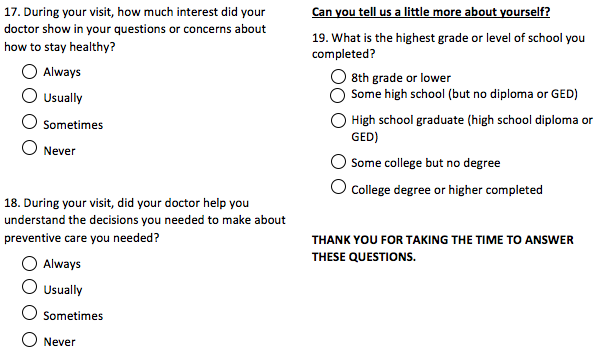 17. During your visit, how much interest did your
doctor show in your questions or concerns about
how to stay healthy?
Always
Usually
Sometimes
Never
18. During your visit, did your doctor help you
understand the decisions you needed to make about
preventive care you needed?
Always
Usually
Sometimes
Never
Can you tell us a little more about yourself?
19. What is the highest grade or level of school you
completed?
8th grade or lower
Some high school (but no diploma or GED)
High school graduate (high school diploma or
GED)
Some college but no degree
College degree or higher completed
THANK YOU FOR TAKING THE TIME TO ANSWER
THESE QUESTIONS.